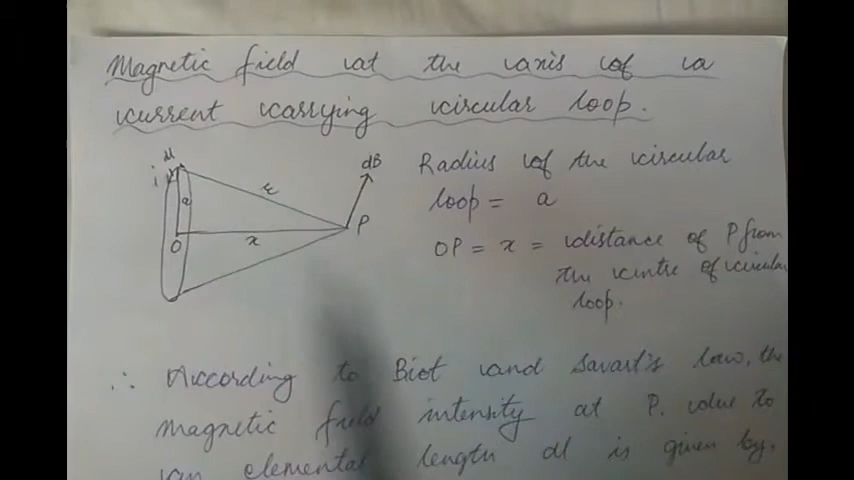 Magnetic field at the axis of a
current carrying circular loop.
dl
i
a
r
O
x
P
dB
Radius of the circular
loop = a
OP = x = distance of P from
the centre of circular
loop.
∴ According to Biot and Savart's law, the
magnetic field intensity at P. due to
an elemental length dl is given by,